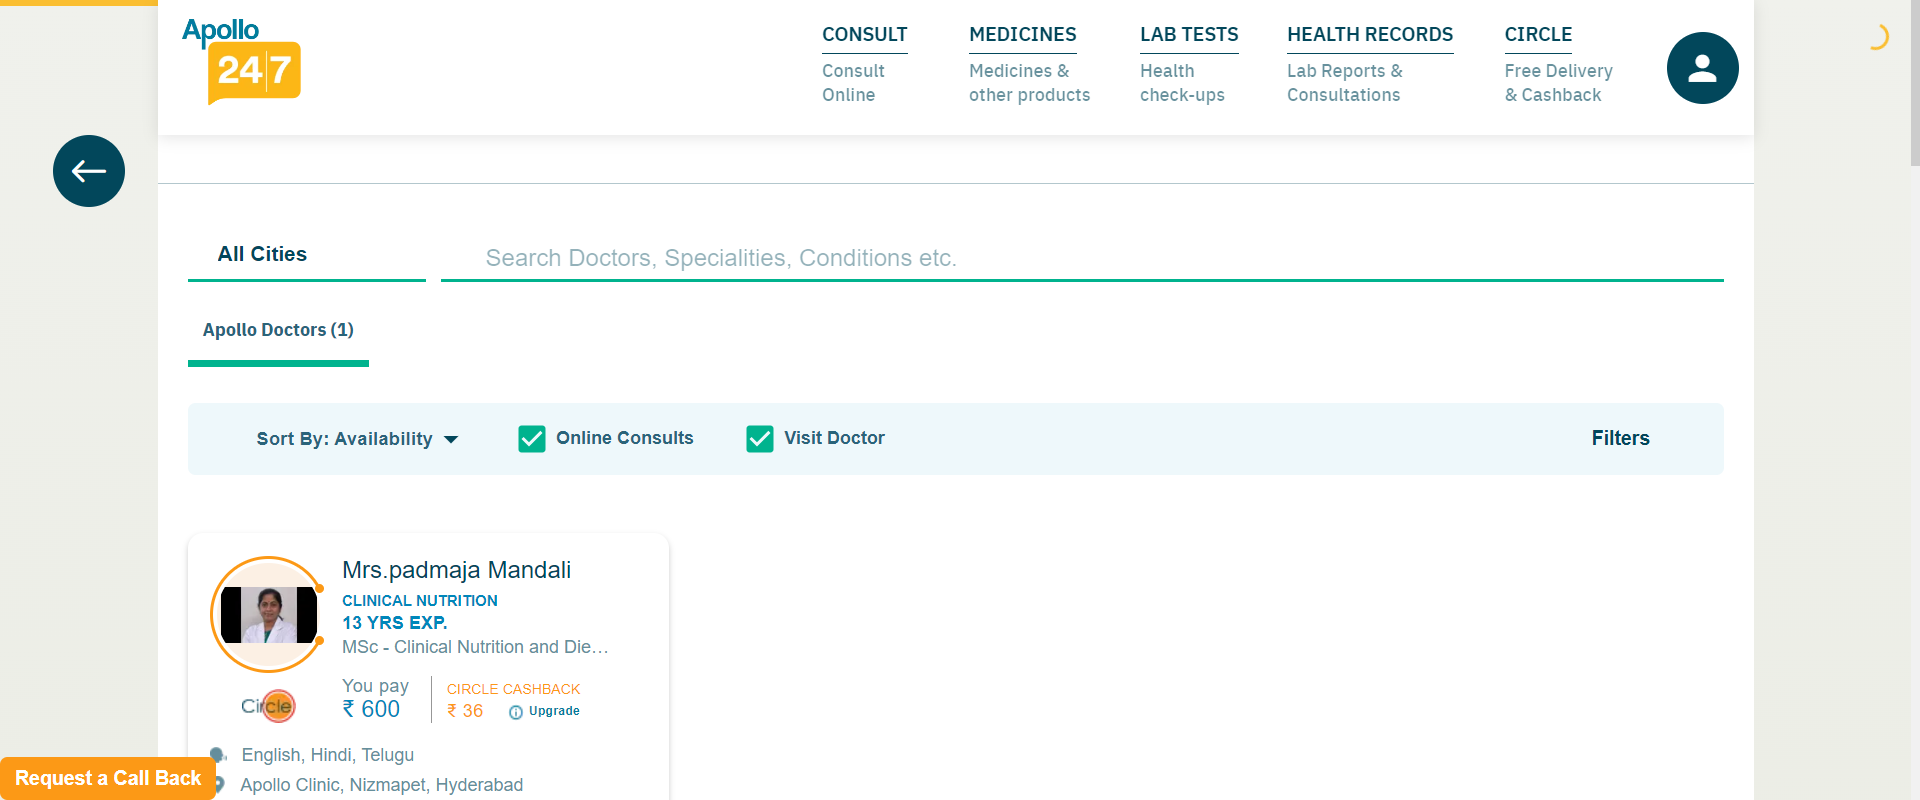 Apollo
24|7
CONSULT
Consult
Online
MEDICINES
Medicines &
other products
LAB TESTS
Health
check-ups
HEALTH RECORDS
Lab Reports &
Consultations
CIRCLE
Free Delivery
& Cashback
All Cities
Search Doctors, Specialities, Conditions etc.
Apollo Doctors (1)
Sort By: Availability
Online Consults
Visit Doctor
Filters
Mrs.padmaja Mandali
CLINICAL NUTRITION
13 YRS EXP.
MSc - Clinical Nutrition and Die...
Circle
You pay
₹ 600
CIRCLE CASHBACK
₹ 36
Upgrade
English, Hindi, Telugu
Apollo Clinic, Nizmapet, Hyderabad
Request a Call Back